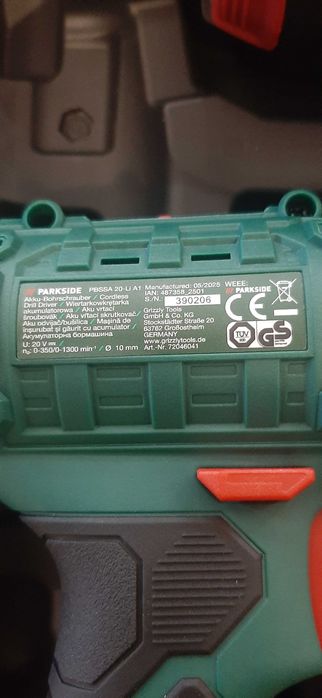 PARKSIDE PBSSA 20-Li A1
Akku-Bohrschrauber / Cordless
Drill Driver / Wiertarkowkrętarka
akumulatorowa / Aku vrtací
šroubovák / Aku vŕtací skrutkovač /
Aku odvijač/bušilica / Mașină de
înșurubat și găurit cu acumulator /
Акумулаторна бормашина
U: 20 V
n₀: 0-350/0-1300 min⁻¹ / Ø 10 mm
Manufactured: 05/2025
IAN: 487358_2501
S./N. 390206
Grizzly Tools
GmbH & Co. KG
Stockstädter Straße 20
63762 Großostheim
GERMANY
www.grizzlytools.de
Art.-Nr. 72046041
WEEE:
PARKSIDE
TÜV
GS
CE